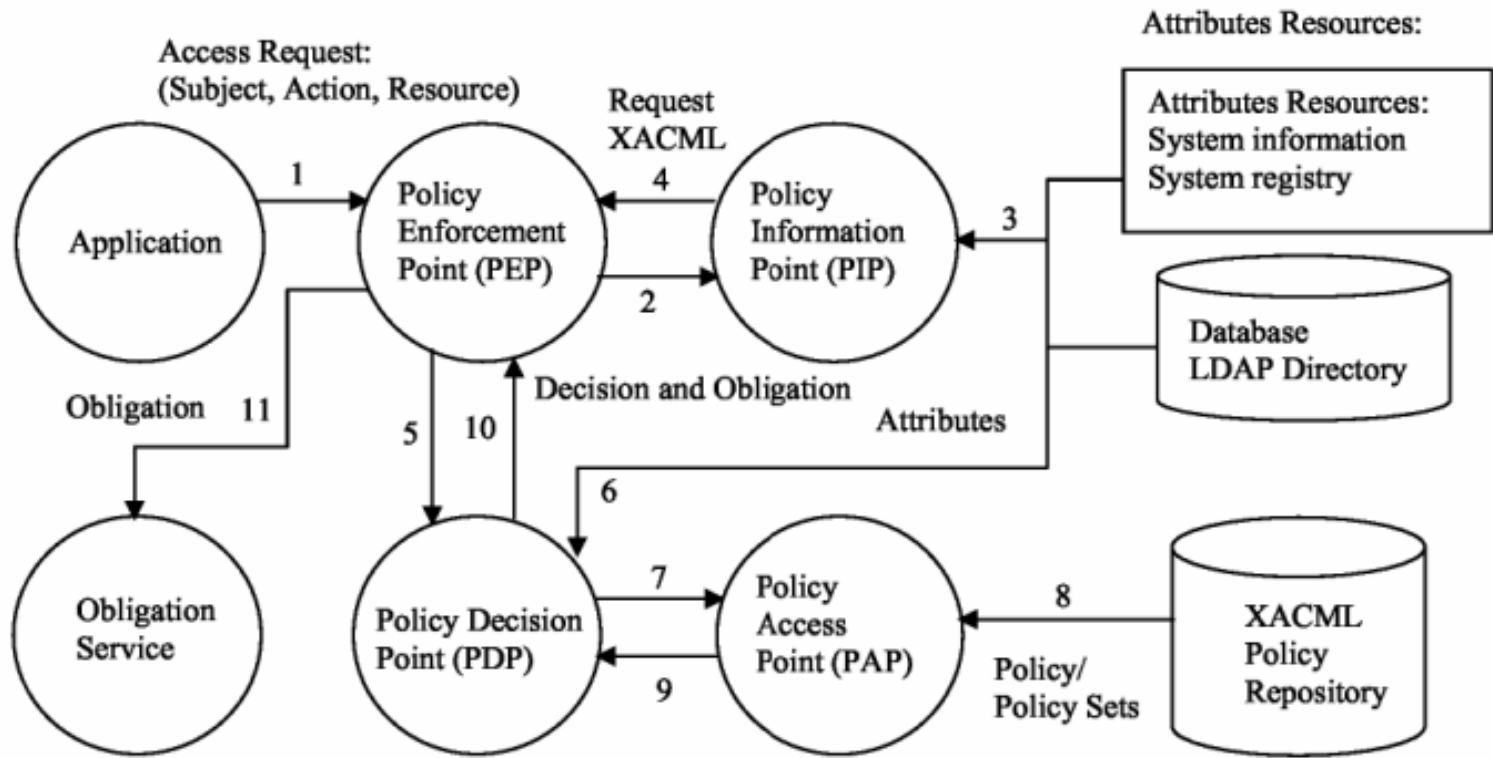 Attributes Resources:
Access Request:
(Subject, Action, Resource)
Request
XACML
Attributes Resources:
System information
System registry
1
4
Application
Policy
Enforcement
Point (PEP)
Policy
Information
Point (PIP)
3
2
Database
LDAP Directory
Obligation
11
5
10
Decision and Obligation
Attributes
6
Obligation
Service
Policy Decision
Point (PDP)
7
9
Policy
Access
Point (PAP)
8
Policy/
Policy Sets
XACML
Policy
Repository